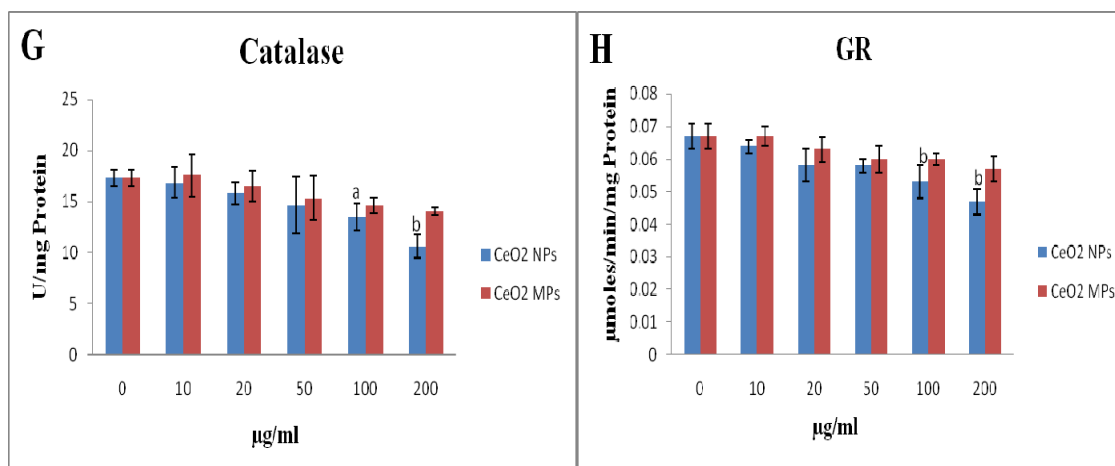 G
Catalase
U/mg Protein
25
20
15
10
5
0
a
b
0 10 20 50 100 200
µg/ml
CeO2 NPs
CeO2 MPs
H
GR
µmoles/min/mg Protein
0.08
0.07
0.06
0.05
0.04
0.03
0.02
0.01
0
b
b
0 10 20 50 100 200
µg/ml
CeO2 NPs
CeO2 MPs